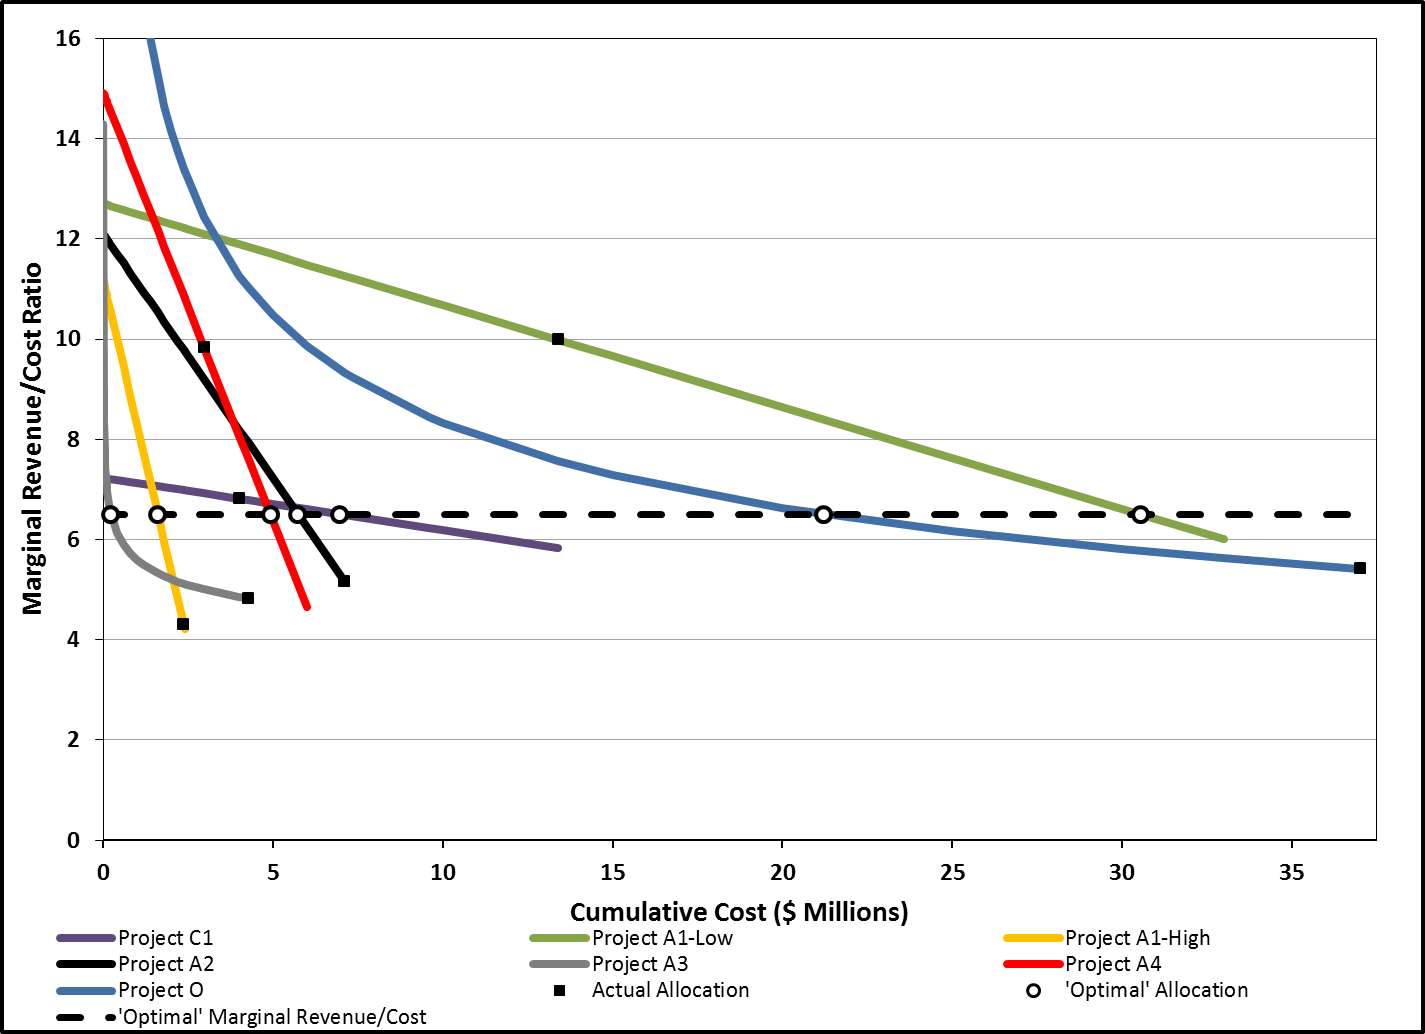 16
14
12
10
8
6
4
2
0
Marginal Revenue/Cost Ratio
0 5 10 15 20 25 30 35
Cumulative Cost ($ Millions)
Project C1 Project A1-Low Project A1-High
Project A2 Project A3 Project A4
Project O Actual Allocation 'Optimal' Allocation
'Optimal' Marginal Revenue/Cost